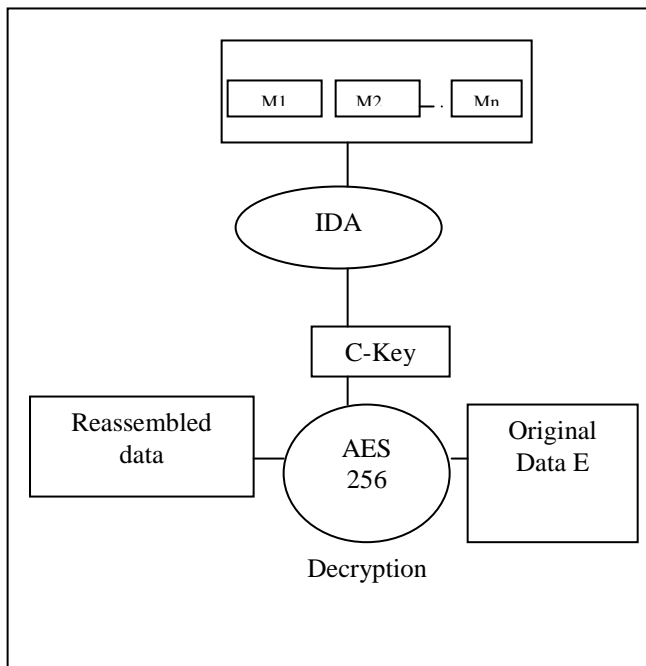 M1 M2 . Mn
IDA
C-Key
Reassembled
data
AES
256
Original
Data E
Decryption